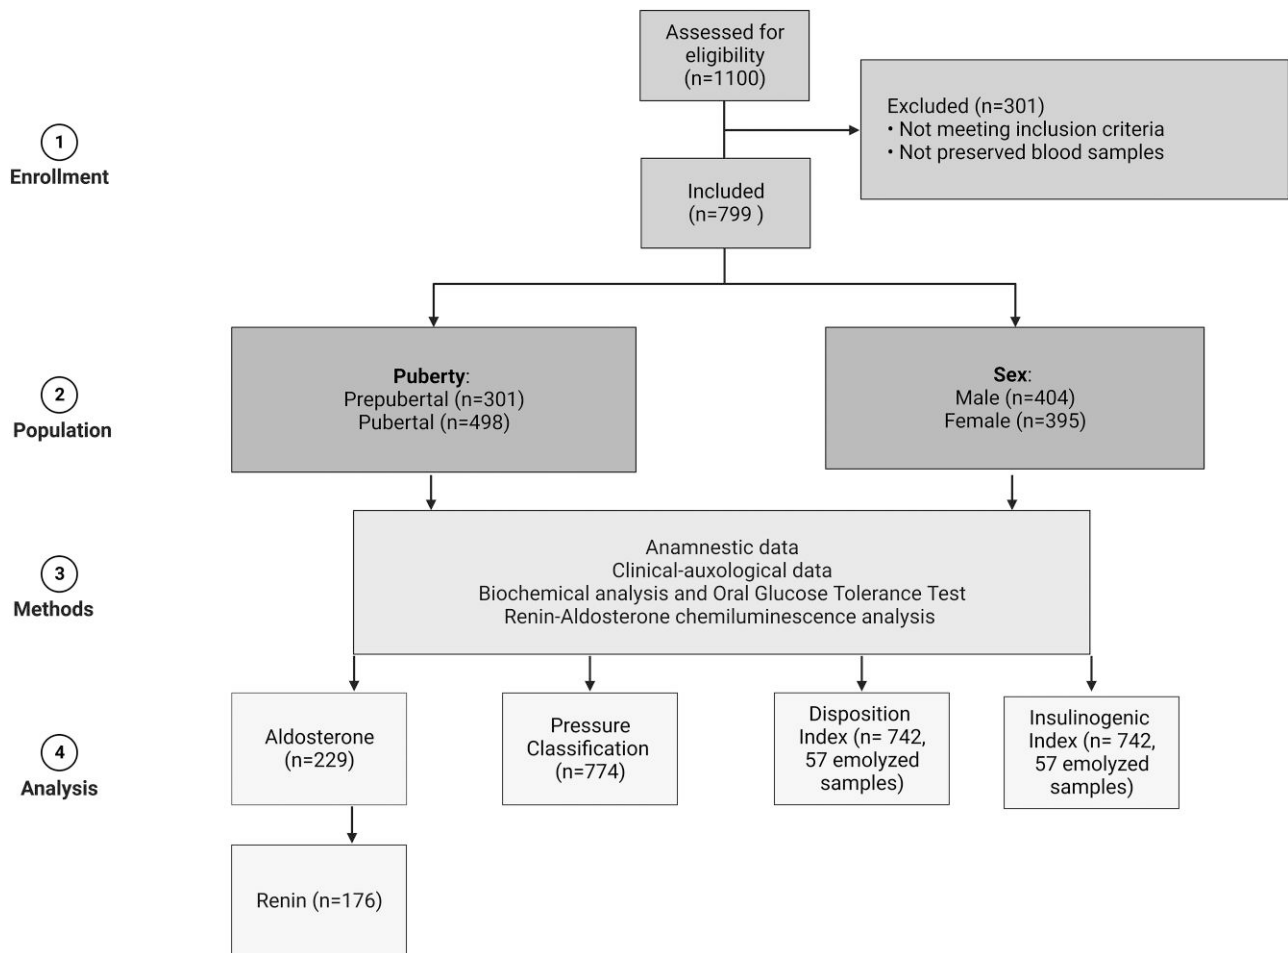 Assessed for
eligibility
(n=1100)
Excluded (n=301)
• Not meeting inclusion criteria
• Not preserved blood samples
1
Enrollment
Included
(n=799 )
Puberty:
Prepubertal (n=301)
Pubertal (n=498)
Sex:
Male (n=404)
Female (n=395)
2
Population
Anamnestic data
Clinical-auxological data
Biochemical analysis and Oral Glucose Tolerance Test
Renin-Aldosterone chemiluminescence analysis
3
Methods
Aldosterone
(n=229)
Pressure
Classification
(n=774)
Disposition
Index (n= 742,
57 emolyzed
samples)
Insulinogenic
Index (n= 742,
57 emolyzed
samples)
4
Analysis
Renin (n=176)